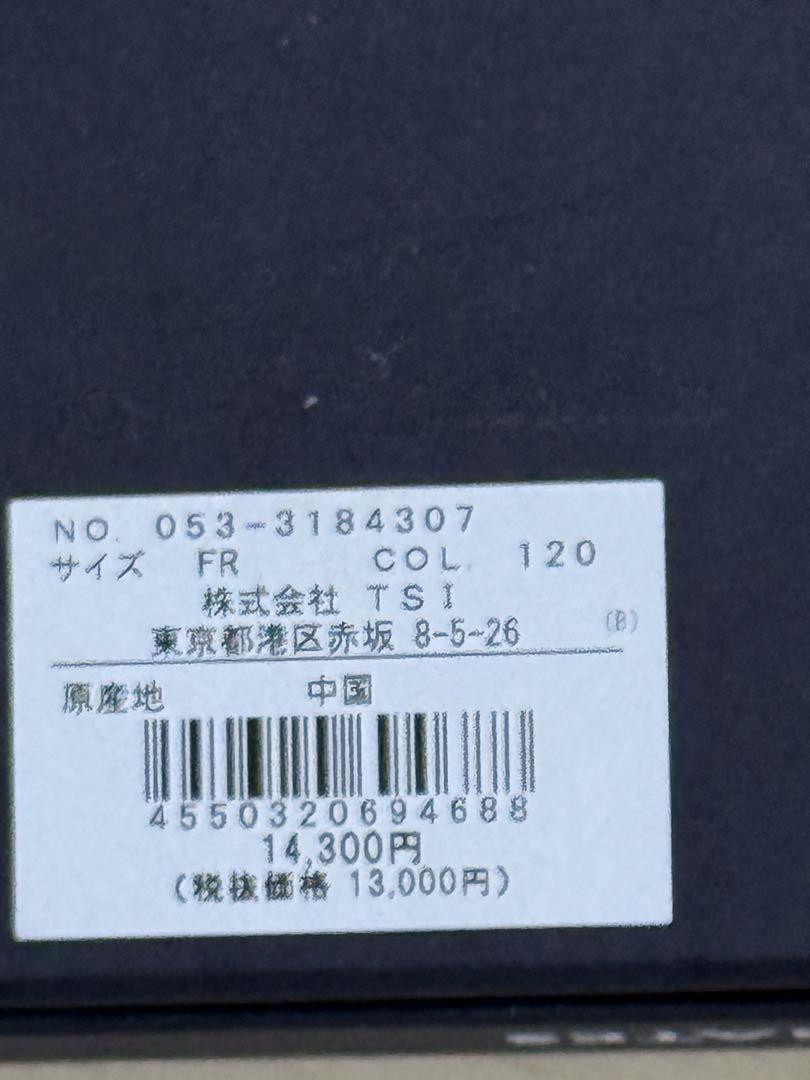 NO. 053-3184307
サイズ FR COL. 120
株式会社 TSI
東京都港区赤坂 8-5-26 (B)
原産地 中国
4550320694688
14,300円
(税抜価格 13,000円)